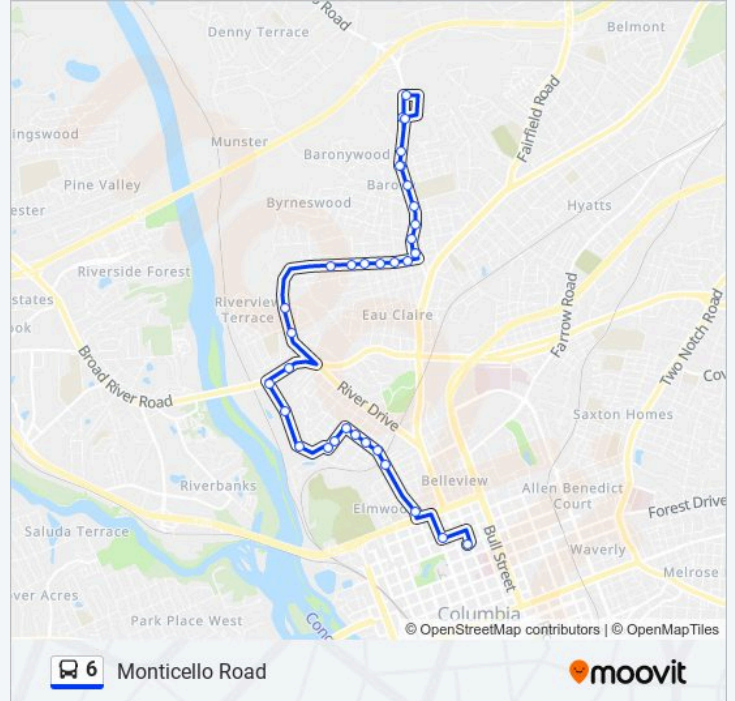 g Road
Denny Terrace
Belmont
ingswood
Munster
Fairfield Road
Baronywood
Baro
Pine Valley
Byrneswood
Hyatts
ester
Riverside Forest
states
Riverview
Terrace
Eau Claire
ook
Farrow Road
Two Notch Road
Broad River Road
River Drive
Cov
Saxton Homes
Riverbanks
Belleview
Allen Benedict
Court
Elmwoo
Forest Drive
Saluda Terrace
Bull Street
Waverly
Melrose
ver Acres
Park Place West
Cong
Columbia
© OpenStreetMap contributors | © OpenMapTiles
6 Monticello Road
moovit